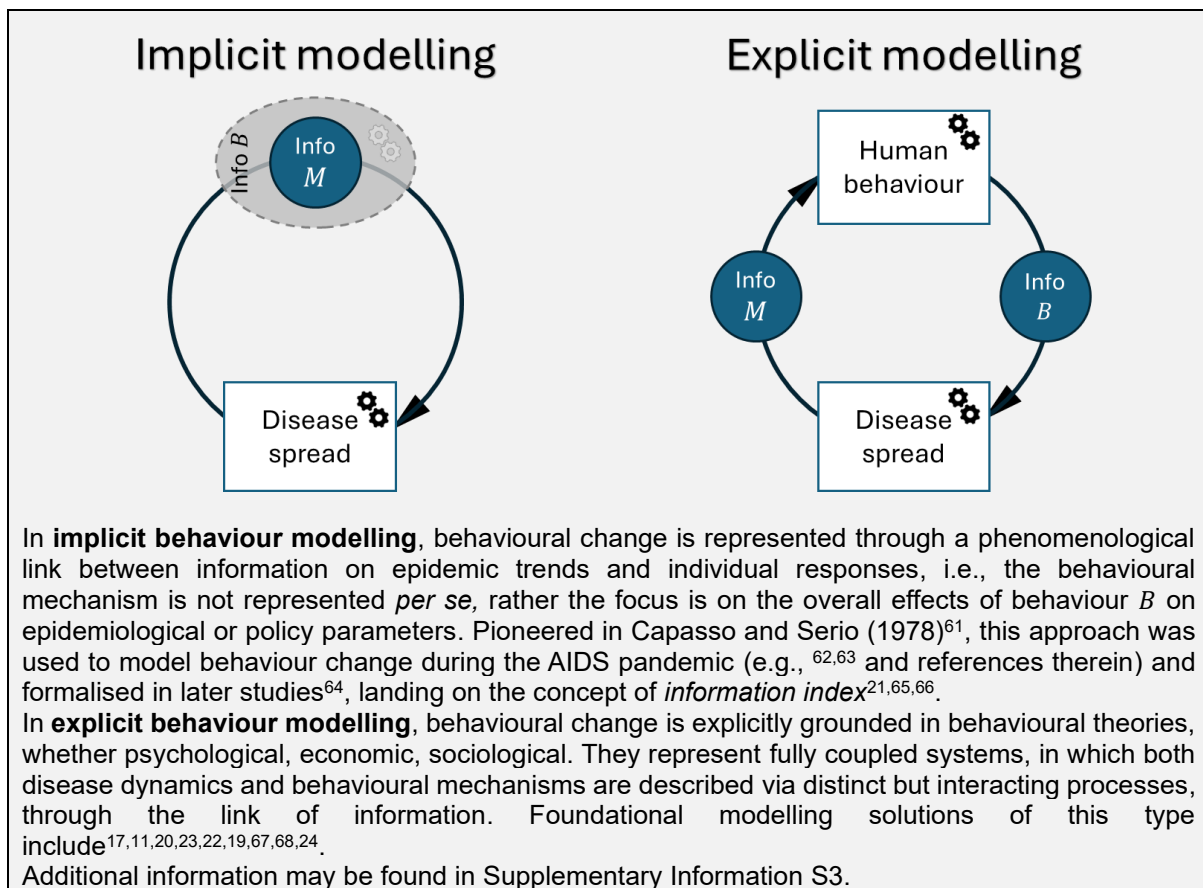 Implicit modelling
Explicit modelling
Info B
Info
M
Disease
spread
Human
behaviour
Info
M
Info
B
Disease
spread
In implicit behaviour modelling, behavioural change is represented through a phenomenological
link between information on epidemic trends and individual responses, i.e., the behavioural
mechanism is not represented per se, rather the focus is on the overall effects of behaviour B on
epidemiological or policy parameters. Pioneered in Capasso and Serio (1978)61, this approach was
used to model behaviour change during the AIDS pandemic (e.g., 62,63 and references therein) and
formalised in later studies64, landing on the concept of information index21,65,66.
In explicit behaviour modelling, behavioural change is explicitly grounded in behavioural theories,
whether psychological, economic, sociological. They represent fully coupled systems, in which both
disease dynamics and behavioural mechanisms are described via distinct but interacting processes,
through the link of information. Foundational modelling solutions of this type
include17,11,20,23,22,19,67,68,24.
Additional information may be found in Supplementary Information S3.